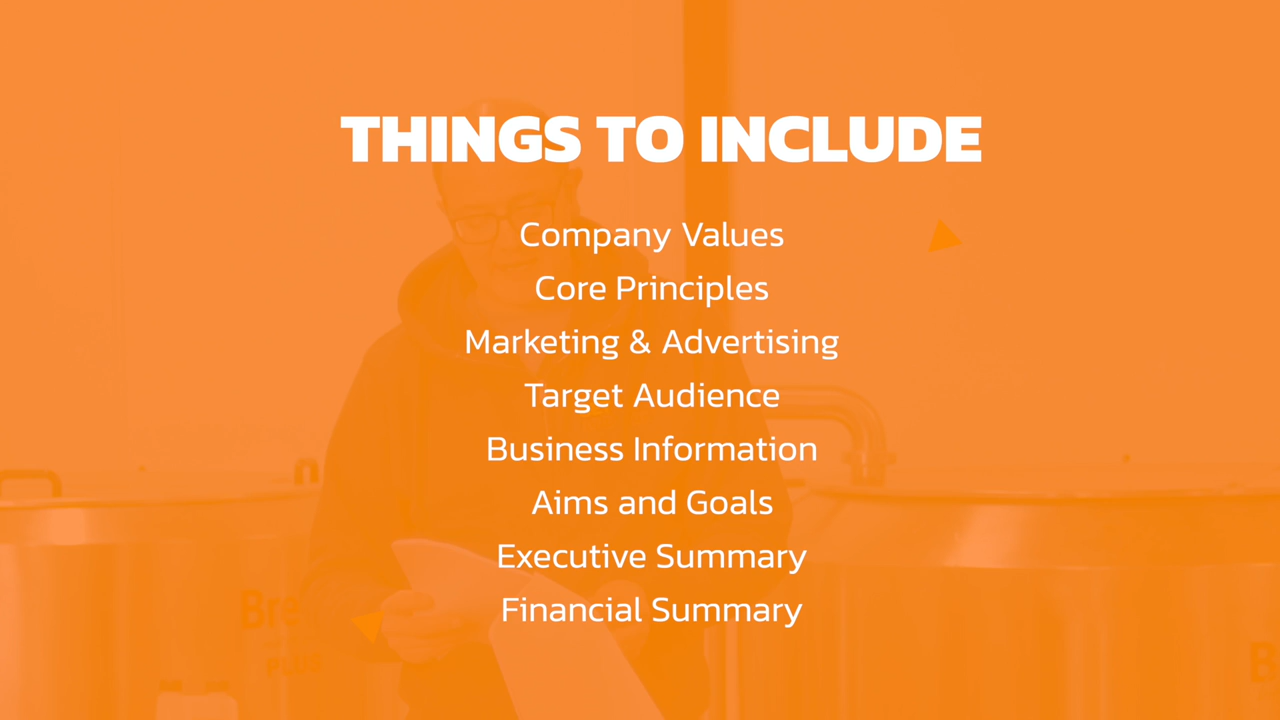 THINGS TO INCLUDE
Company Values
Core Principles
Marketing & Advertising
Target Audience
Business Information
Aims and Goals
Executive Summary
Financial Summary
PLUS